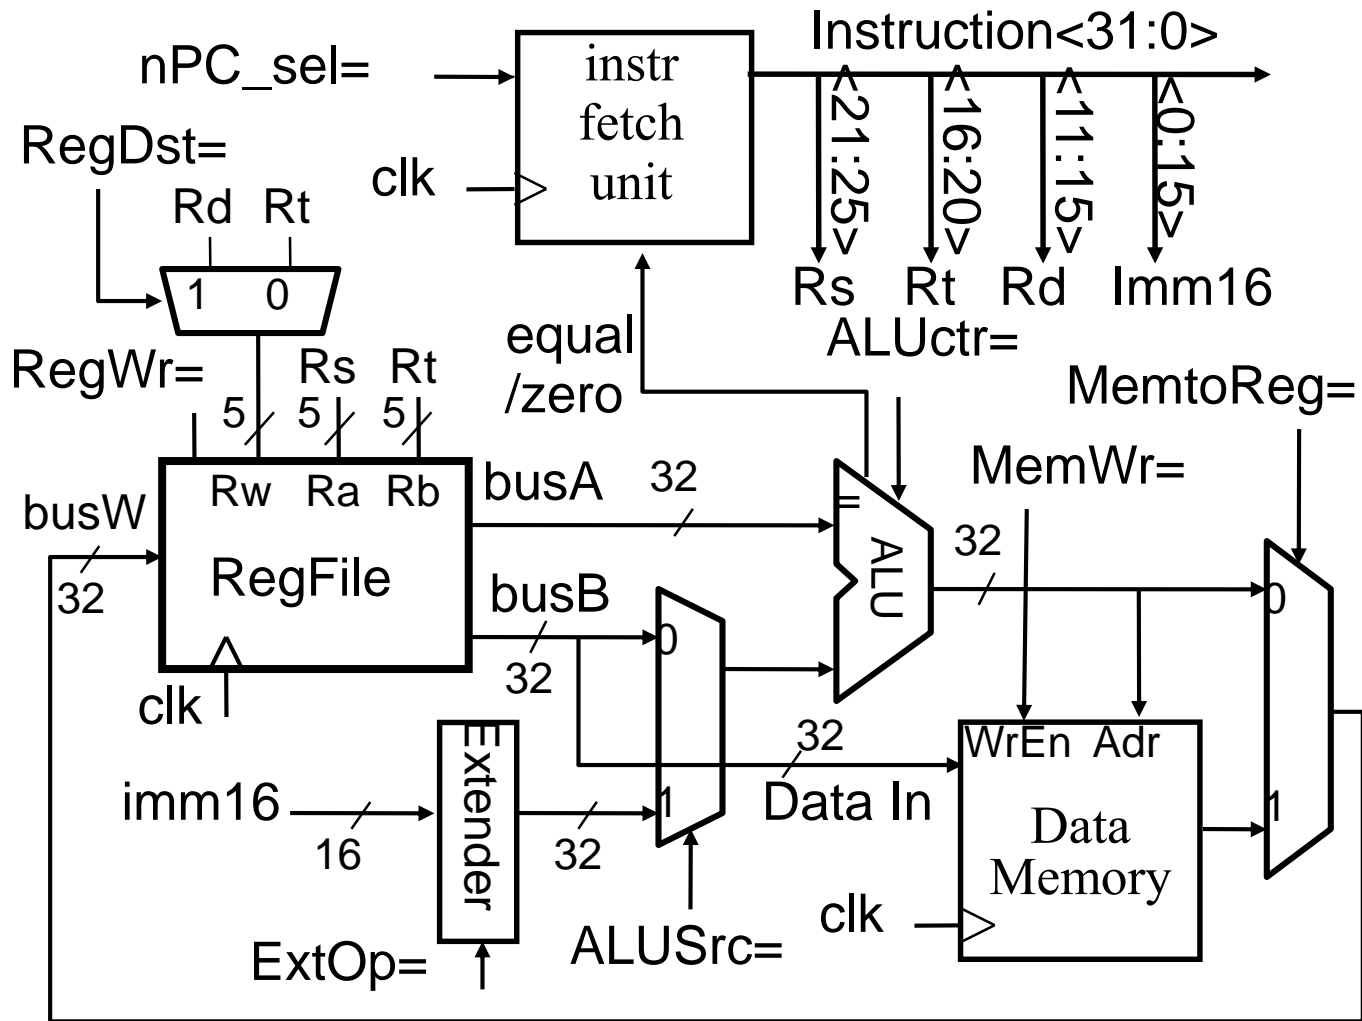 Instruction<31:0>
nPC_sel=
instr
fetch
unit
<21:25>
<16:20>
<11:15>
<0:15>
RegDst=
clk
Rd Rt
Rs Rt Rd Imm16
1 0
equal
/zero
ALUctr=
RegWr=
Rs Rt
5 5 5
MemtoReg=
MemWr=
Rw Ra Rb
busA
32
=
busW
32
RegFile
ALU
32
busB
32
0
0
clk
Extender
WrEn Adr
32
imm16
16
32
1
Data In
Data
Memory
1
clk
ExtOp=
ALUSrc=